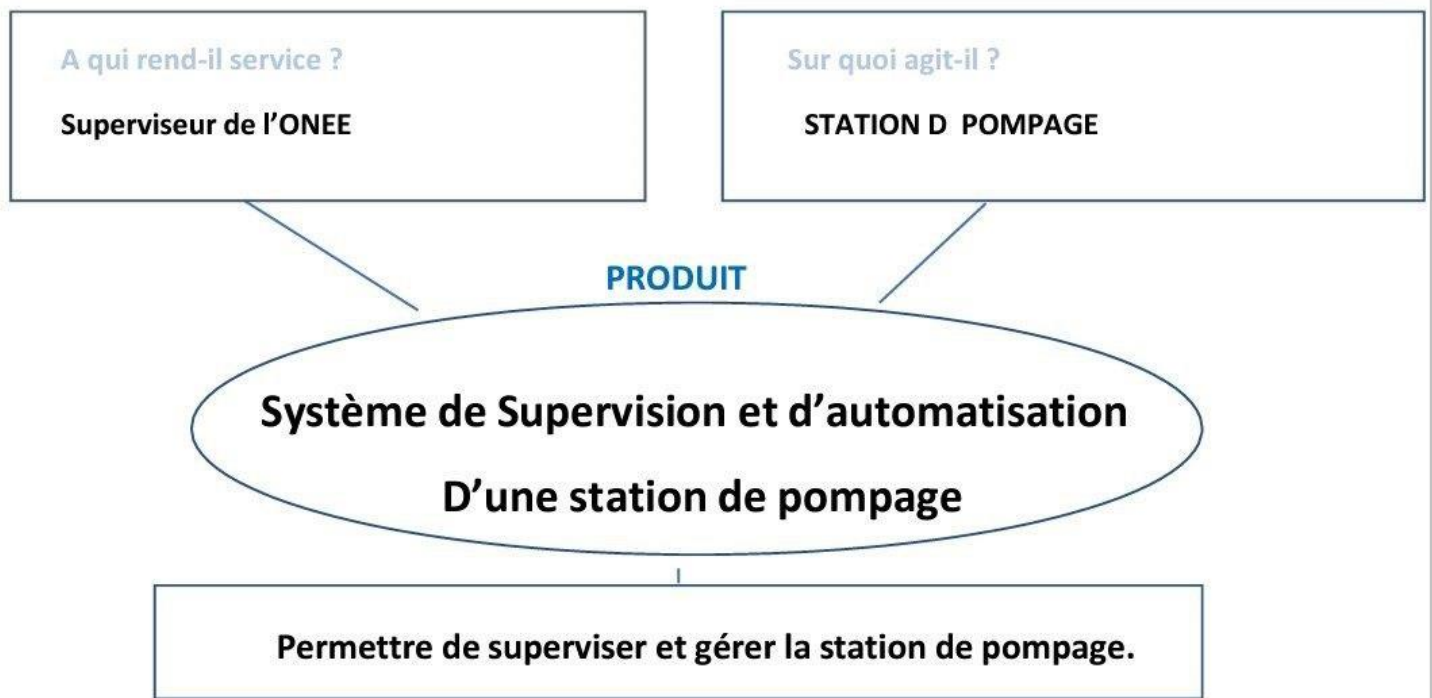 A qui rend-il service ?
Superviseur de l’ONEE
Sur quoi agit-il ?
STATION D POMPAGE
PRODUIT
Système de Supervision et d’automatisation
D’une station de pompage
Permettre de superviser et gérer la station de pompage.